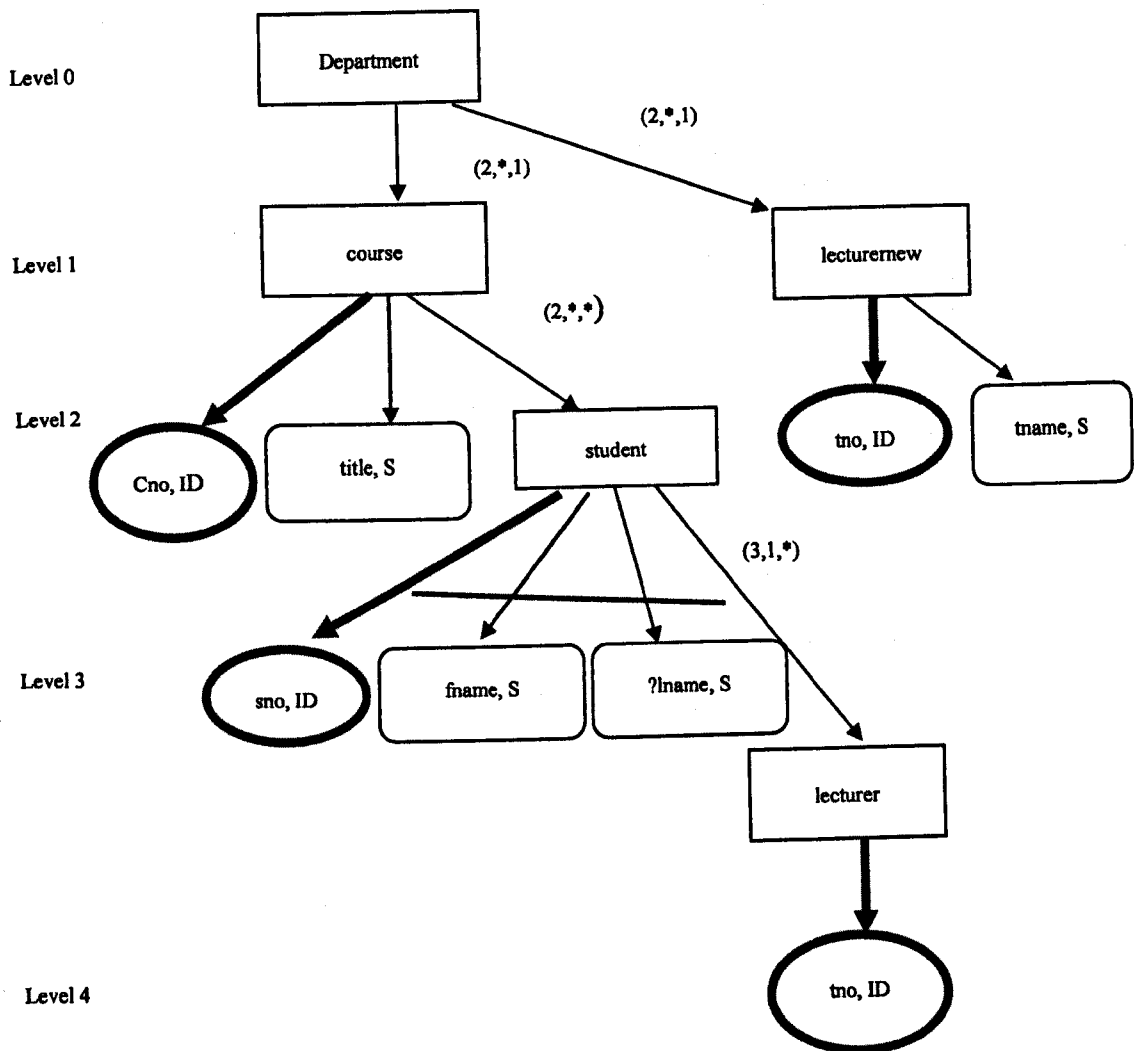 Department
Level 0
(2,*,1)
(2,*,1)
course
lecturernew
Level 1
(2,*,*)
Level 2
Cno, ID
title, S
student
tno, ID
tname, S
(3,1,*)
Level 3
sno, ID
fname, S
?lname, S
lecturer
Level 4
tno, ID